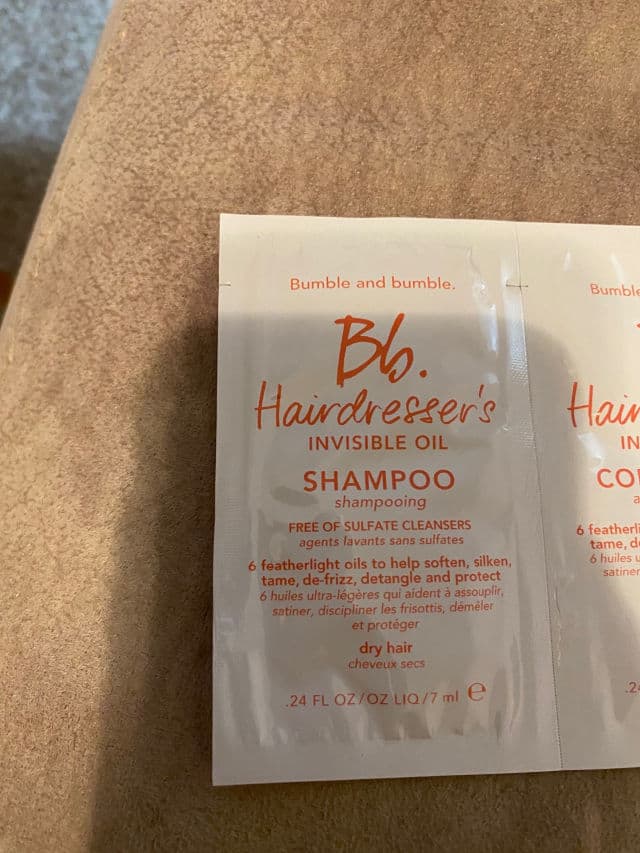 Bumble and bumble.
Bb.
Hairdresser's
INVISIBLE OIL
SHAMPOO
shampooing
FREE OF SULFATE CLEANSERS
agents lavants sans sulfates
6 featherlight oils to help soften, silken,
tame, de-frizz, detangle and protect
6 huiles ultra-légères qui aident à assouplir,
satiner, discipliner les frisottis, démêler
et protéger
dry hair
cheveux secs
.24 FL OZ/OZ LIQ/7 ml ℮
Bumble
Hair
IN
CO
6 featherli
tame, d
6 huiles u
satiner
.24